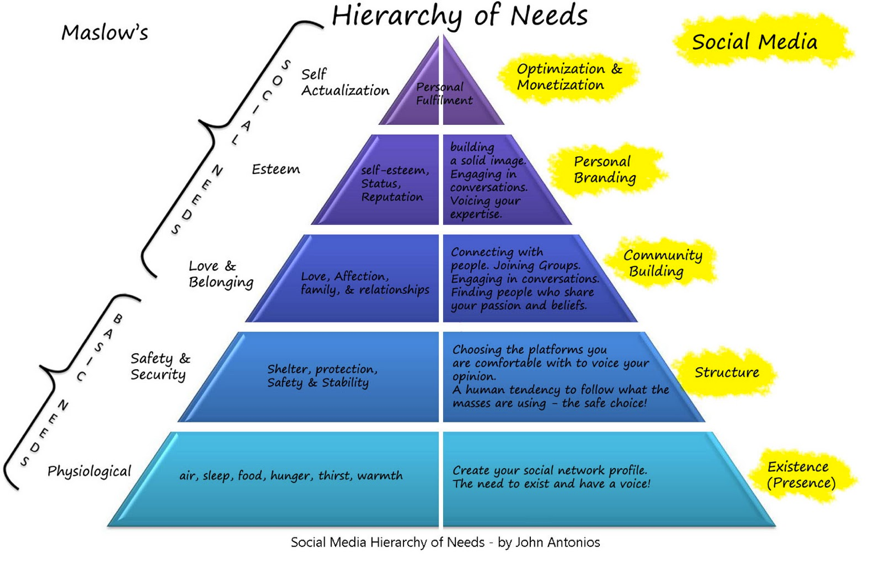 Hierarchy of Needs
Maslow's
Social Media
SOCIAL NEEDS
Self
Actualization
Personal
Fulfilment
Optimization &
Monetization
Esteem
self-esteem,
Status,
Reputation
building
a solid image.
Engaging in
conversations.
Voicing your
expertise.
Personal
Branding
Love &
Belonging
Love, Affection,
family, & relationships
Connecting with
people. Joining Groups.
Engaging in conversations.
Finding people who share
your passion and beliefs.
Community
Building
BASIC NEEDS
Safety &
Security
Shelter, protection,
Safety & Stability
Choosing the platforms you
are comfortable with to voice your
opinion.
A human tendency to follow what the
masses are using - the safe choice!
Structure
Physiological
air, sleep, food, hunger, thirst, warmth
Create your social network profile.
The need to exist and have a voice!
Existence
(Presence)
Social Media Hierarchy of Needs - by John Antonios